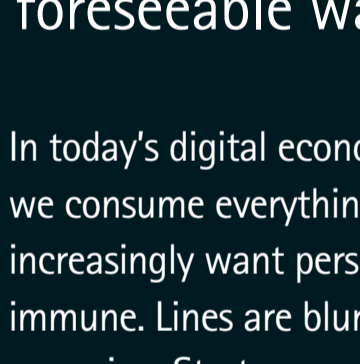 foreseeable wa
In today's digital econo
we consume everythin
increasingly want pers
immune. Lines are blur